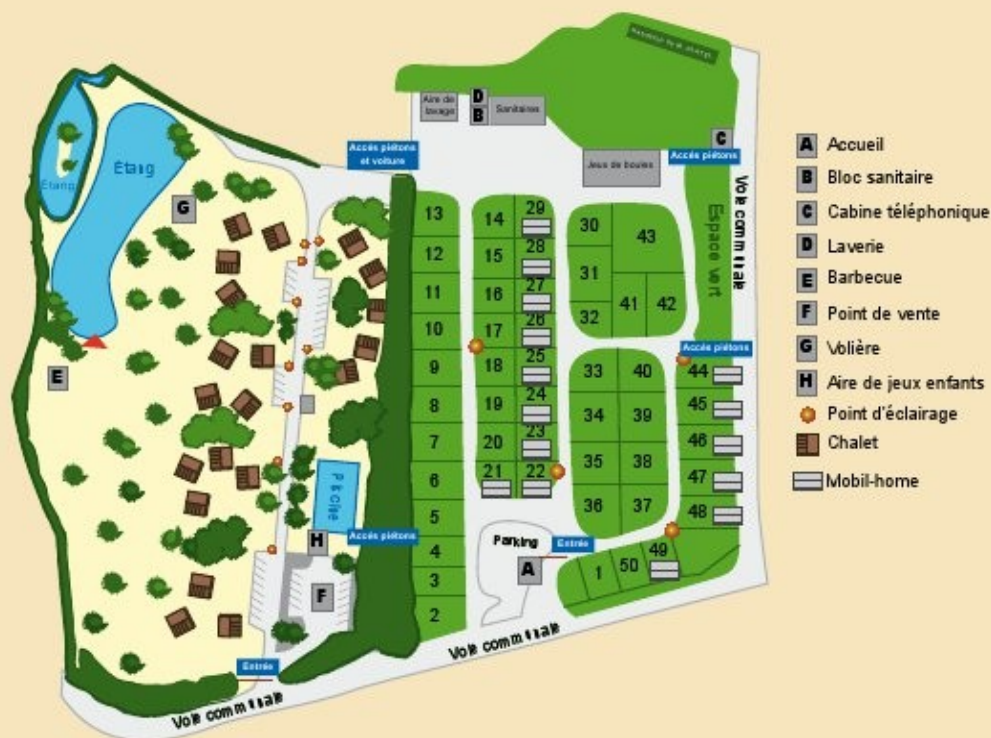 Aire de
lavage
D
B
Sanitaires
Accés piétons
et voiture
Jeux de boules
C
Accés piétons
Étang
Étang
G
Espace vert
Voie communale
13
12
11
10
9
8
7
6
5
4
3
2
14
15
16
17
18
19
20
21
29
28
27
26
25
24
23
22
30
31
32
43
41
42
33
34
35
36
40
39
38
37
Accés piétons
44
45
46
47
48
49
50
1
E
Accés piétons
H
F
Parking
Entrée
A
Entrée
Voie communale
Voie communale
A Accueil
B Bloc sanitaire
C Cabine téléphonique
D Laverie
E Barbecue
F Point de vente
G Volière
H Aire de jeux enfants
Point d'éclairage
Chalet
Mobil-home